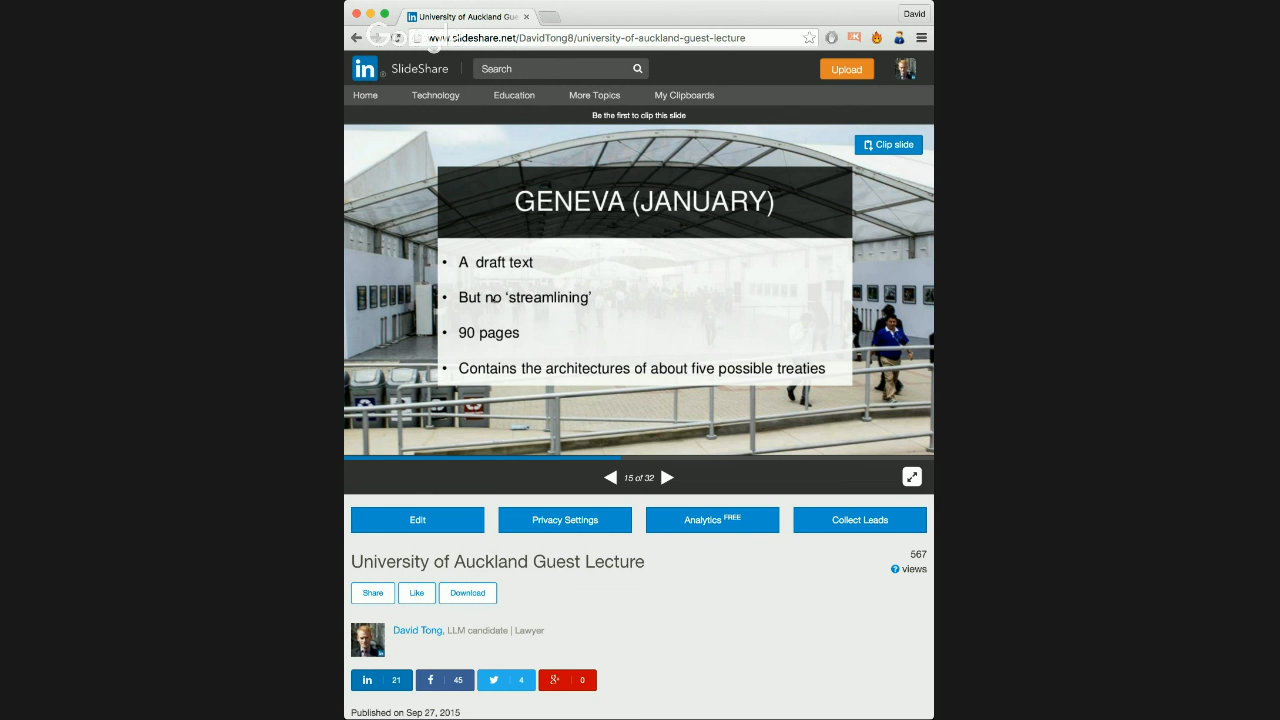 University of Auckland Gue
David
www.slideshare.net/DavidTong8/university-of-auckland-guest-lecture
in SlideShare
Search
Upload
Home
Technology
Education
More Topics
My Clipboards
Be the first to clip this slide
Clip slide
GENEVA (JANUARY)
• A draft text
• But no ‘streamlining’
• 90 pages
• Contains the architectures of about five possible treaties
15 of 32
Edit
Privacy Settings
Analytics FREE
Collect Leads
University of Auckland Guest Lecture
567
views
Share
Like
Download
David Tong, LLM candidate | Lawyer
in 21
f 45
4
g+ 0
Published on Sep 27, 2015